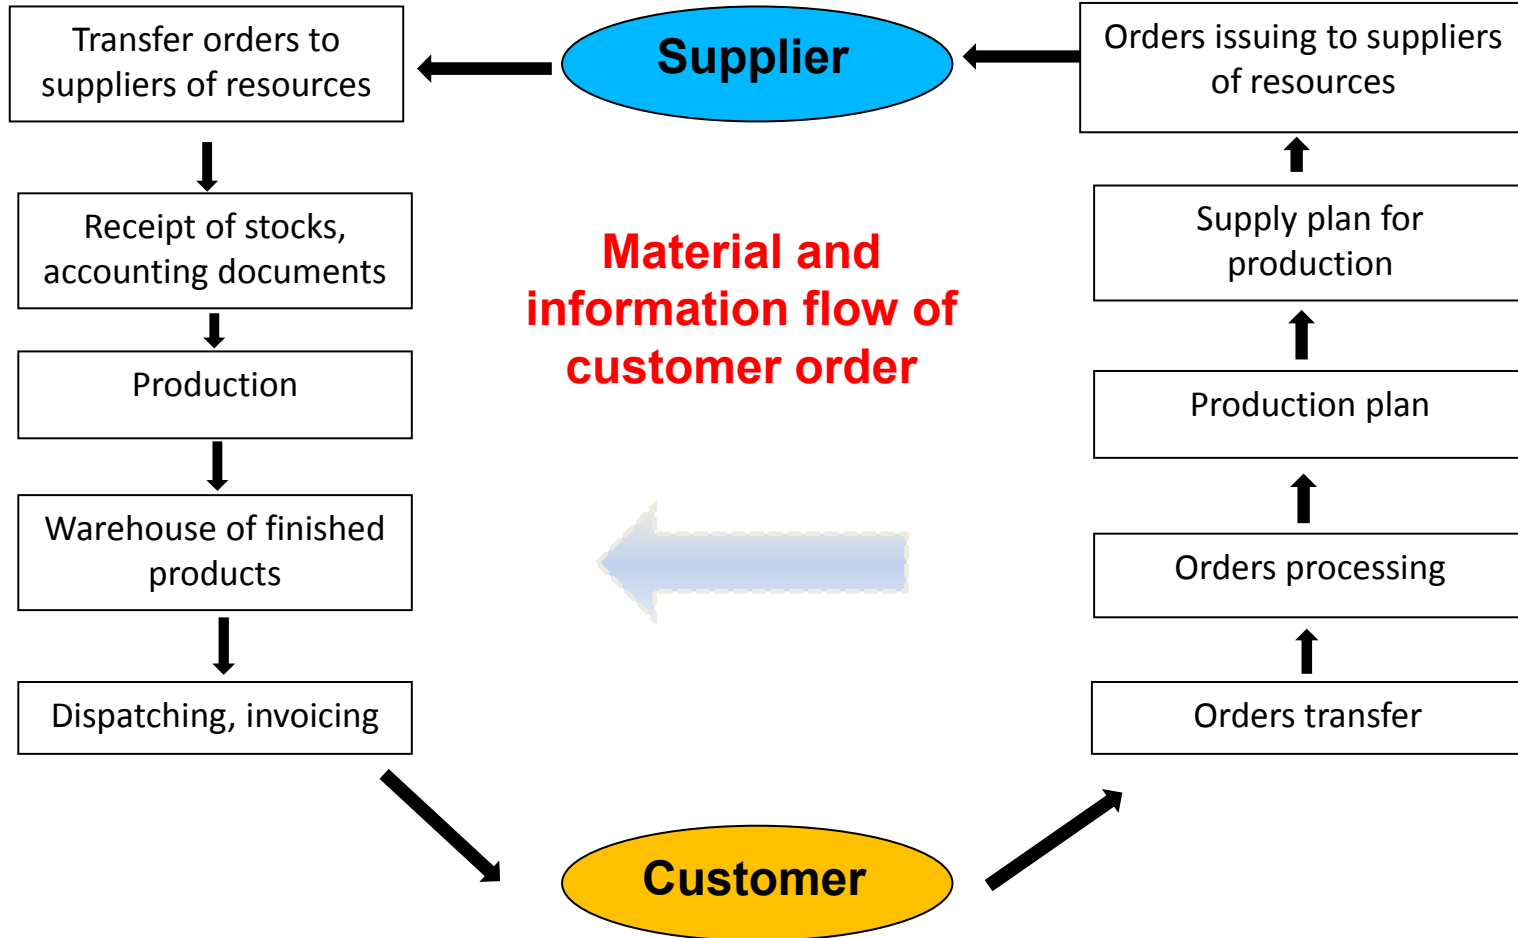 Transfer orders to
suppliers of resources
Supplier
Orders issuing to suppliers
of resources
Receipt of stocks,
accounting documents
Material and
information flow of
customer order
Supply plan for
production
Production
Production plan
Warehouse of finished
products
Orders processing
Dispatching, invoicing
Orders transfer
Customer